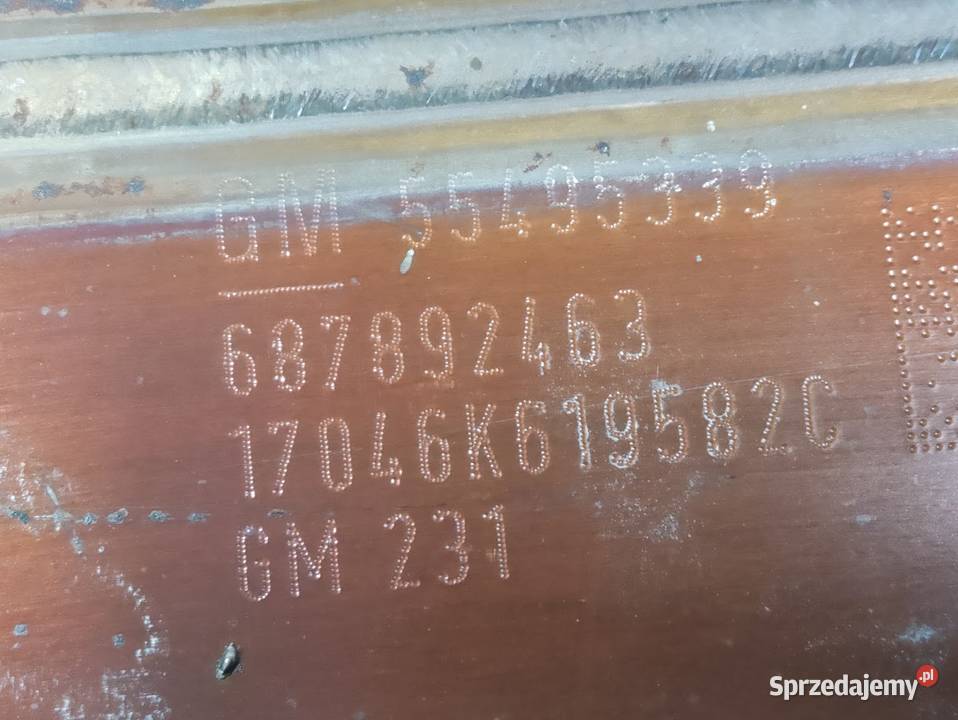 GM 55495339
687892463
17046K619582C
GM 231
Sprzedajemy.pl